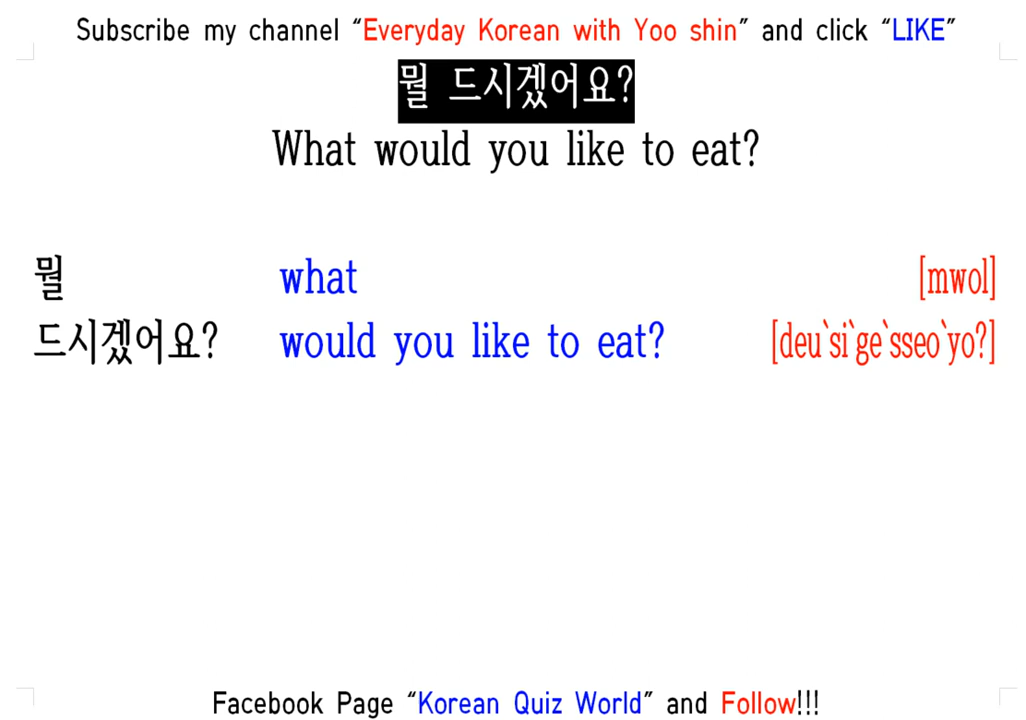 Subscribe my channel “Everyday Korean with Yoo shin” and click “LIKE”
뭘 드시겠어요?
What would you like to eat?
뭘 what [mwol]
드시겠어요? would you like to eat? [deu`si`ge`sseo`yo?]
Facebook Page “Korean Quiz World” and Follow!!!